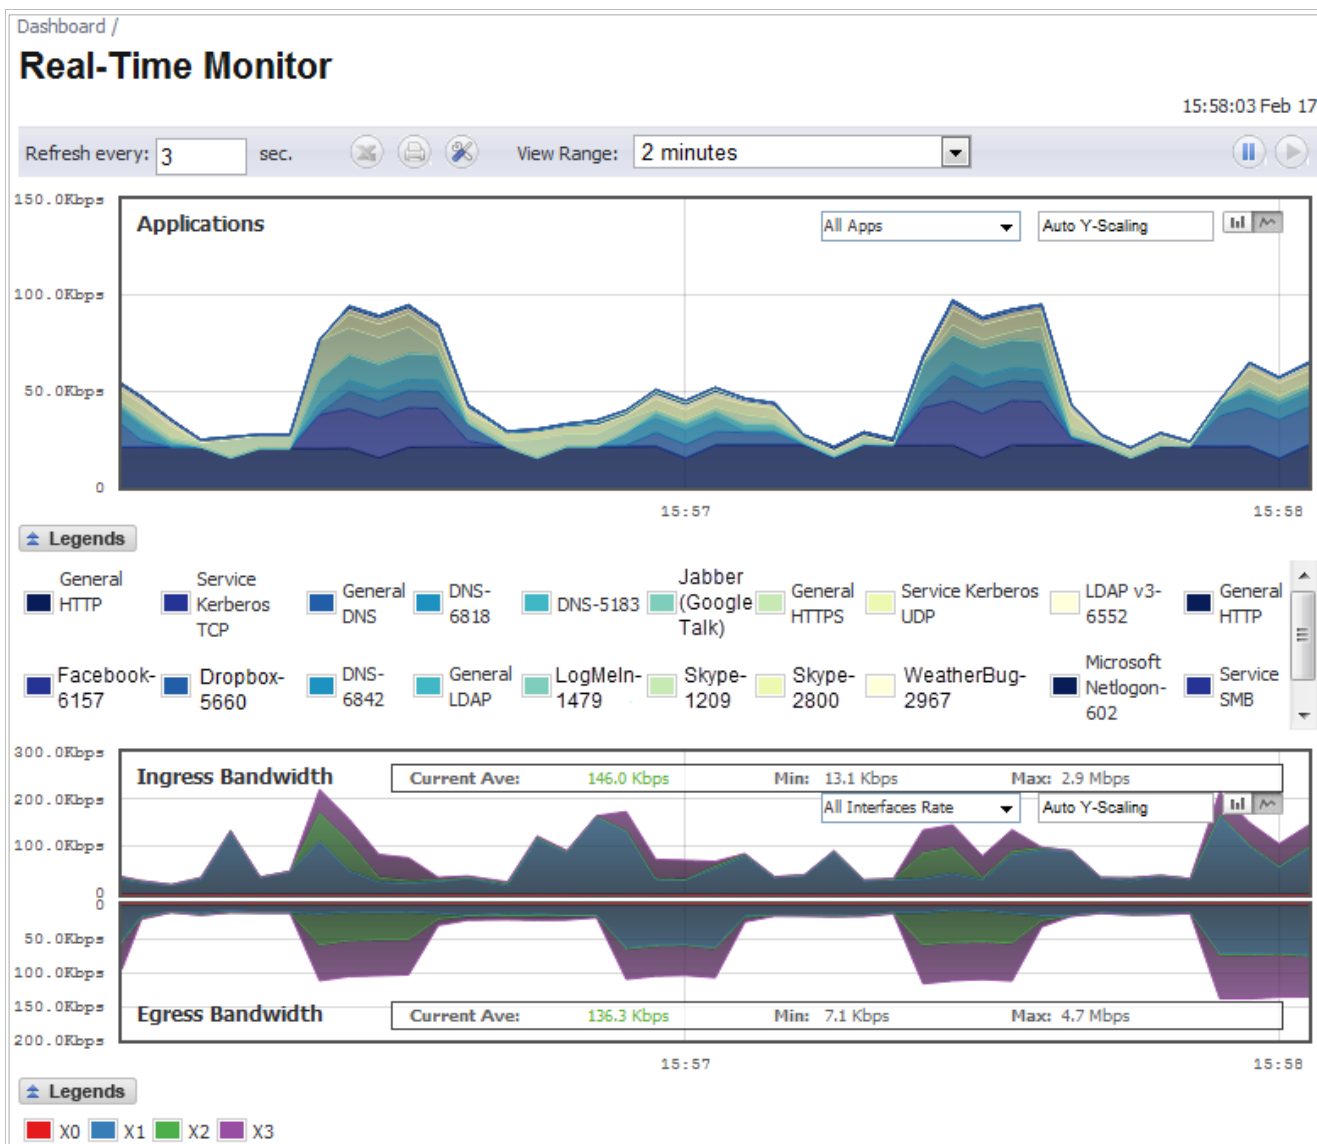 Dashboard /
Real-Time Monitor
15:58:03 Feb 17
Refresh every: 3 sec. View Range: 2 minutes
150.0Kbps
Applications All Apps Auto Y-Scaling
100.0Kbps
50.0Kbps
0
15:57 15:58
Legends
General HTTP
Service Kerberos TCP
General DNS
DNS-6818
DNS-5183
Jabber (Google Talk)
General HTTPS
Service Kerberos UDP
LDAP v3-6552
General HTTP
Facebook-6157
Dropbox-5660
DNS-6842
General LDAP
LogMeIn-1479
Skype-1209
Skype-2800
WeatherBug-2967
Microsoft Netlogon-602
Service SMB
300.0Kbps
Ingress Bandwidth Current Ave: 146.0 Kbps Min: 13.1 Kbps Max: 2.9 Mbps
200.0Kbps
All Interfaces Rate Auto Y-Scaling
100.0Kbps
0
0
50.0Kbps
100.0Kbps
150.0Kbps
Egress Bandwidth Current Ave: 136.3 Kbps Min: 7.1 Kbps Max: 4.7 Mbps
200.0Kbps
15:57 15:58
Legends
X0 X1 X2 X3